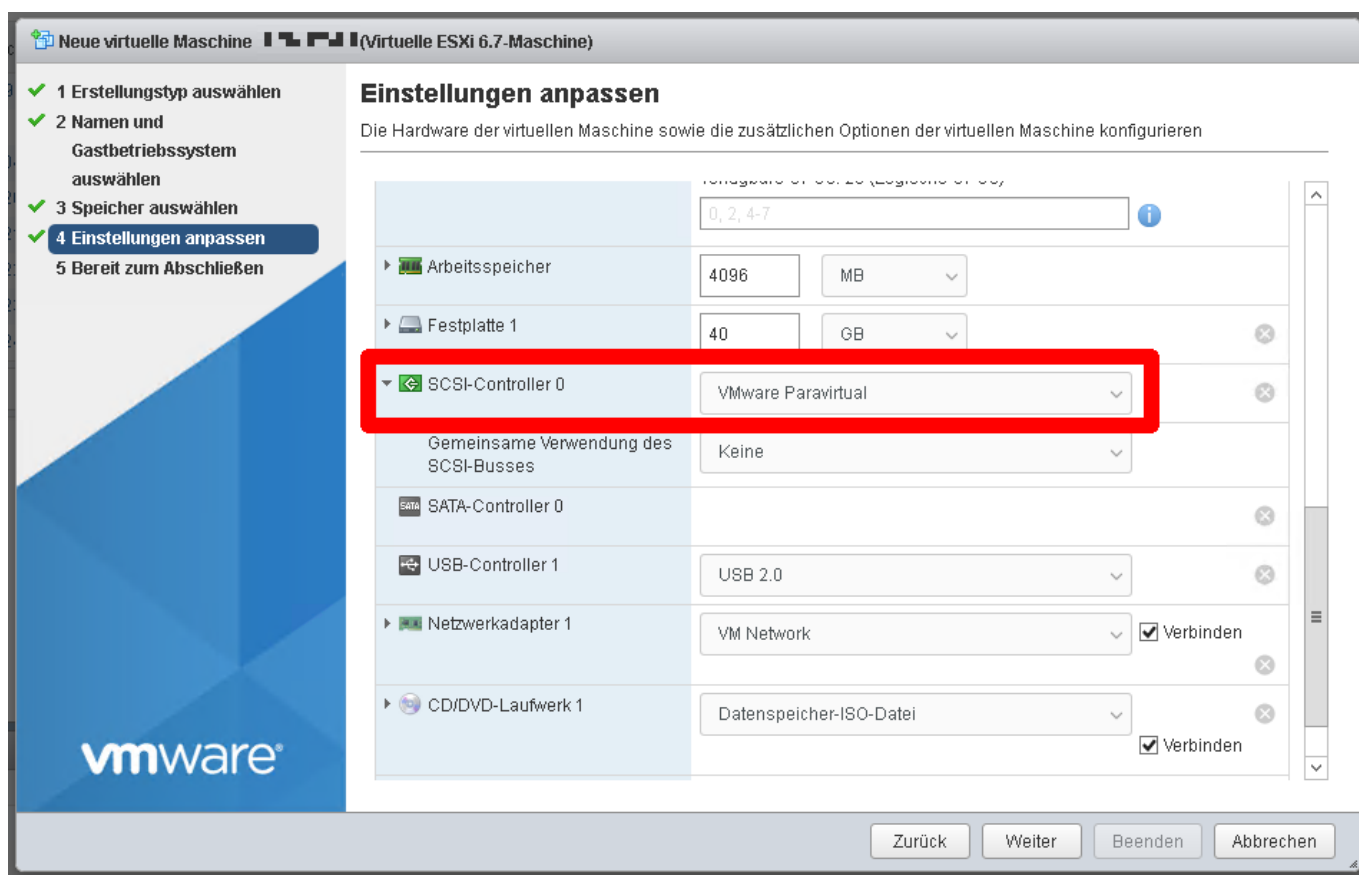 Neue virtuelle Maschine (Virtuelle ESXi 6.7-Maschine)
1 Erstellungstyp auswählen
2 Namen und
Gastbetriebssystem
auswählen
3 Speicher auswählen
4 Einstellungen anpassen
5 Bereit zum Abschließen
vmware®
Einstellungen anpassen
Die Hardware der virtuellen Maschine sowie die zusätzlichen Optionen der virtuellen Maschine konfigurieren
0, 2, 4-7
Arbeitsspeicher
4096 MB
Festplatte 1
40 GB
SCSI-Controller 0
VMware Paravirtual
Gemeinsame Verwendung des
SCSI-Busses
Keine
SATA
SATA-Controller 0
USB-Controller 1
USB 2.0
Netzwerkadapter 1
VM Network
Verbinden
CD/DVD-Laufwerk 1
Datenspeicher-ISO-Datei
Verbinden
Zurück
Weiter
Beenden
Abbrechen